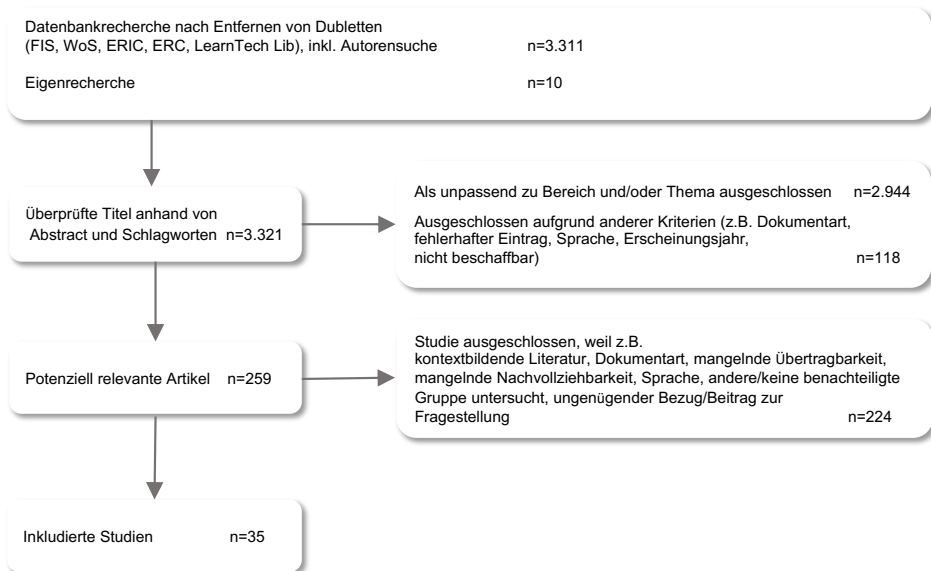 Datenbankrecherche nach Entfernen von Dubletten
(FIS, WoS, ERIC, ERC, LearnTech Lib), inkl. Autorensuche n=3.311
Eigenrecherche n=10
Überprüfte Titel anhand von
Abstract und Schlagworten n=3.321
Als unpassend zu Bereich und/oder Thema ausgeschlossen n=2.944
Ausgeschlossen aufgrund anderer Kriterien (z.B. Dokumentart,
fehlerhafter Eintrag, Sprache, Erscheinungsjahr,
nicht beschaffbar) n=118
Potenziell relevante Artikel n=259
Studie ausgeschlossen, weil z.B.
kontextbildende Literatur, Dokumentart, mangelnde Übertragbarkeit,
mangelnde Nachvollziehbarkeit, Sprache, andere/keine benachteiligte
Gruppe untersucht, ungenügender Bezug/Beitrag zur
Fragestellung n=224
Inkludierte Studien n=35